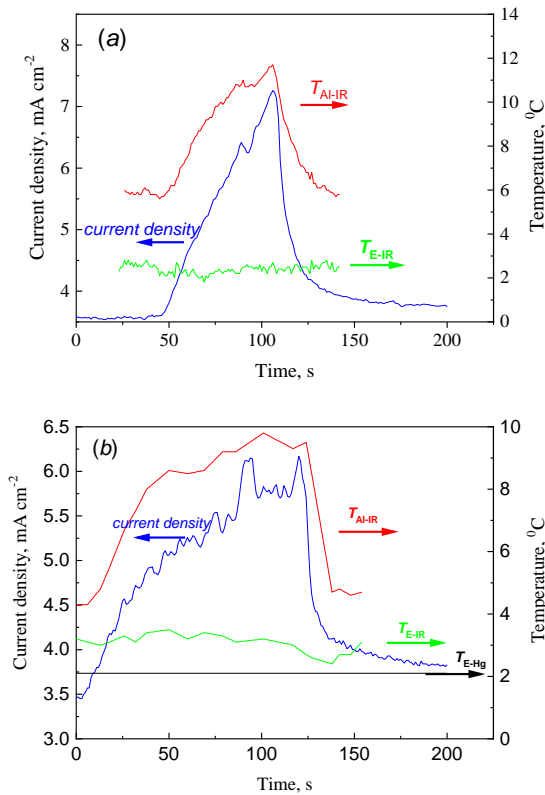 (a)
Current density, mA cm⁻²
8
7
6
5
4
14
12
10
8
6
4
2
0
Temperature, ⁰C
T_Al-IR
current density
T_E-IR
0 50 100 150 200
Time, s
(b)
Current density, mA cm⁻²
6.5
6.0
5.5
5.0
4.5
4.0
3.5
3.0
10
8
6
4
2
0
Temperature, ⁰C
T_Al-IR
current density
T_E-IR
T_E-Hg
0 50 100 150 200
Time, s